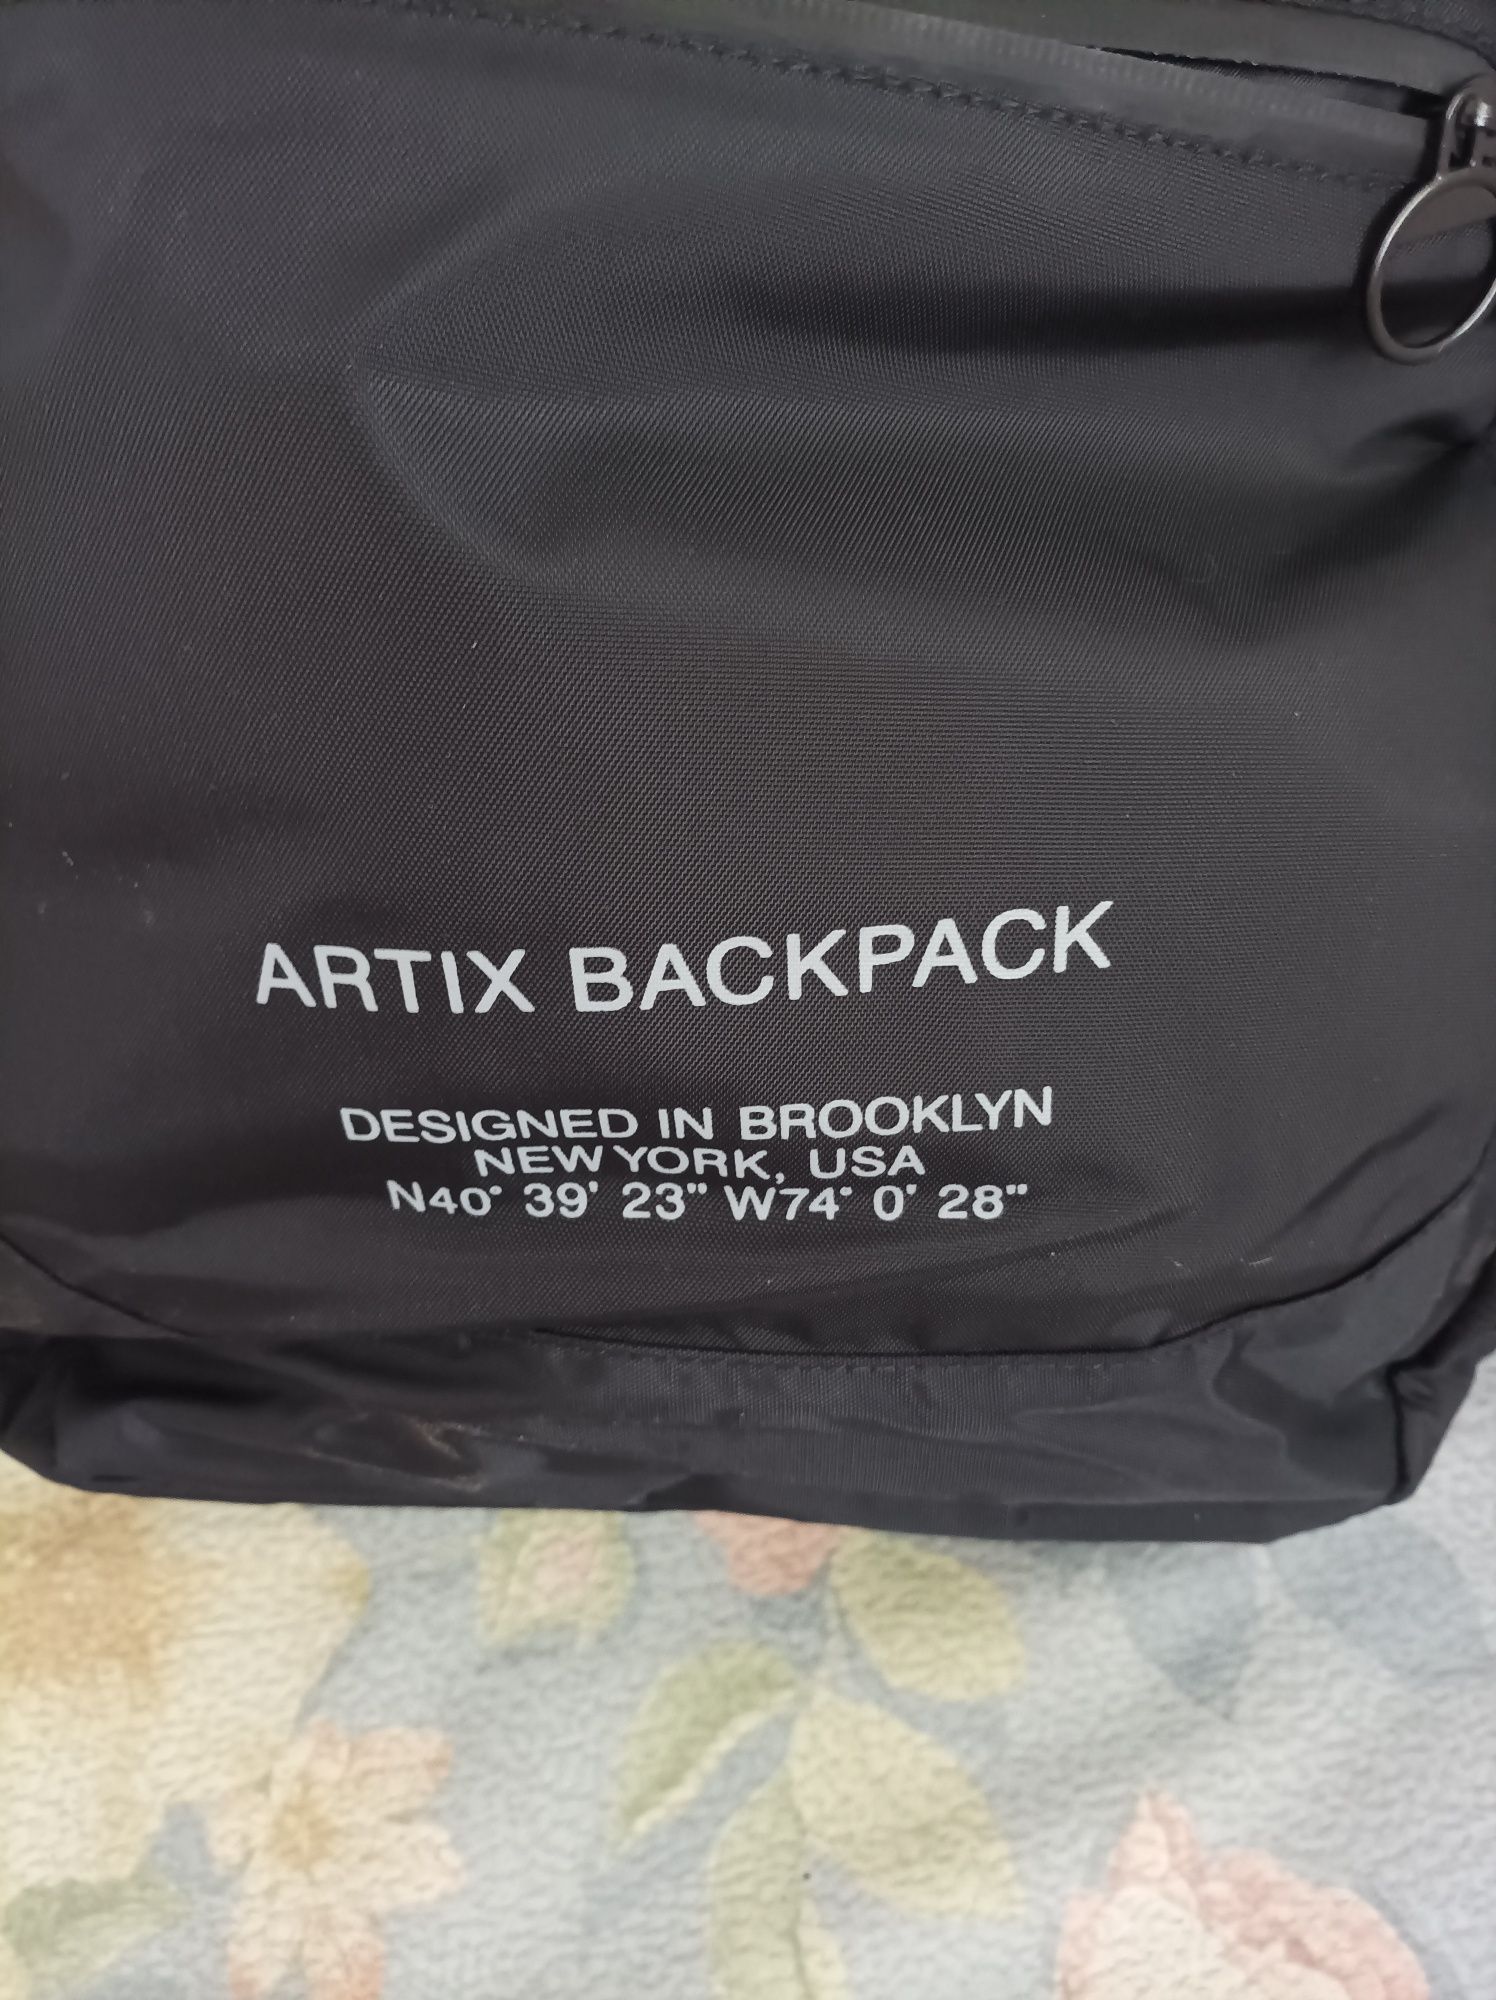 ARTIX BACKPACK
DESIGNED IN BROOKLYN
NEW YORK, USA
N40° 39' 23" W74° 0' 28"